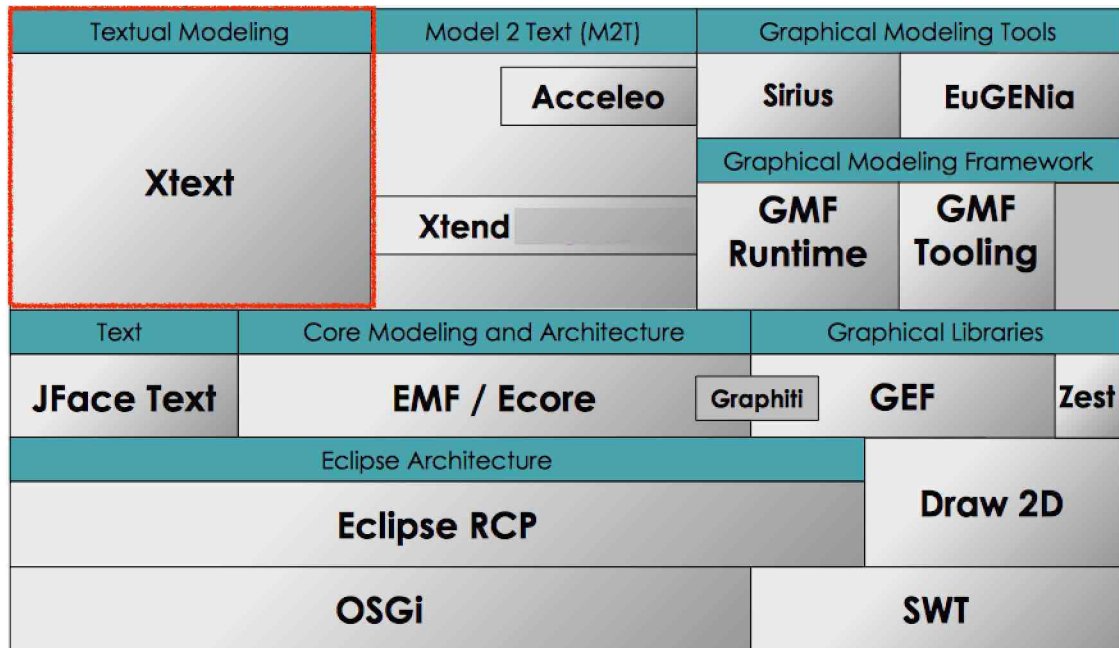 Textual Modeling
Model 2 Text (M2T)
Graphical Modeling Tools
Acceleo
Sirius
EuGENia
Xtext
Graphical Modeling Framework
Xtend
GMF
Runtime
GMF
Tooling
Text
Core Modeling and Architecture
Graphical Libraries
JFace Text
EMF / Ecore
Graphiti
GEF
Zest
Eclipse Architecture
Eclipse RCP
Draw 2D
OSGi
SWT